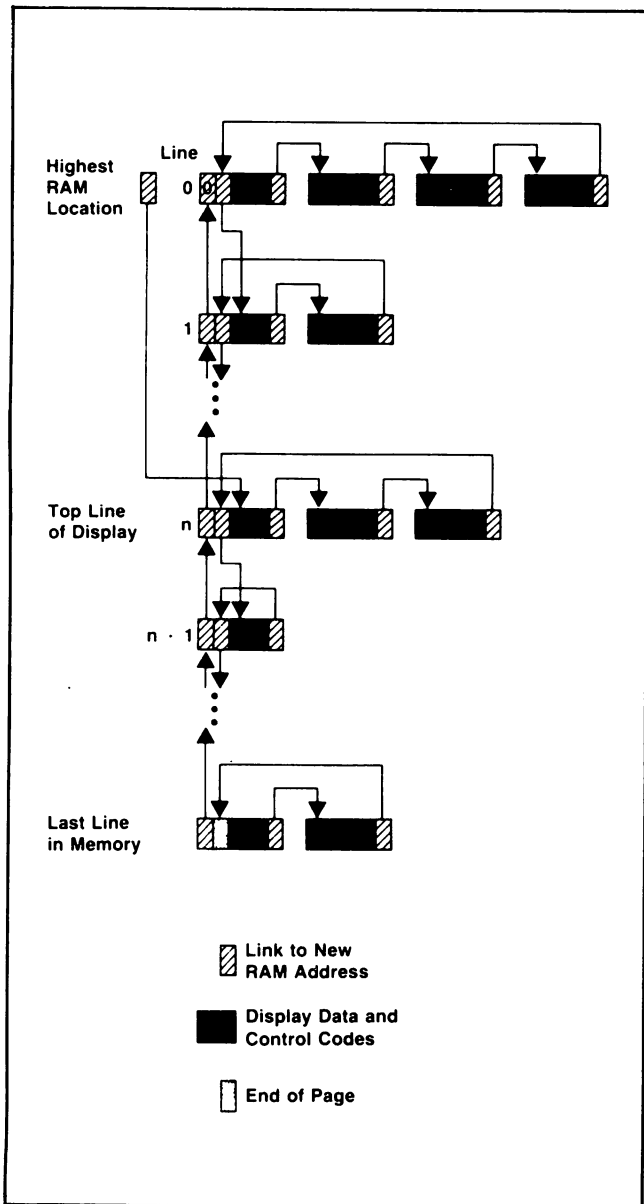 Line
Highest
RAM
Location
0 0
1
Top Line
of Display
n
n - 1
Last Line
in Memory
Link to New
RAM Address
Display Data and
Control Codes
End of Page